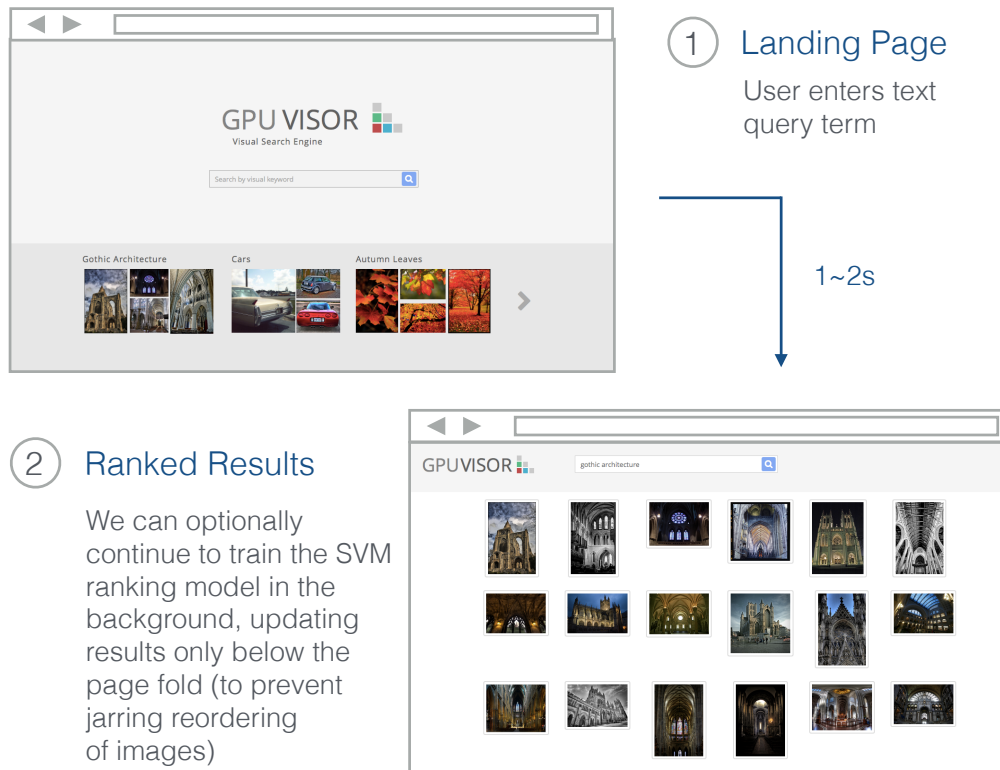 1 Landing Page
User enters text
query term
GPU VISOR
Visual Search Engine
Search by visual keyword
Gothic Architecture
Cars
Autumn Leaves
1~2s
2 Ranked Results
We can optionally
continue to train the SVM
ranking model in the
background, updating
results only below the
page fold (to prevent
jarring reordering
of images)
GPUVISOR
gothic architecture